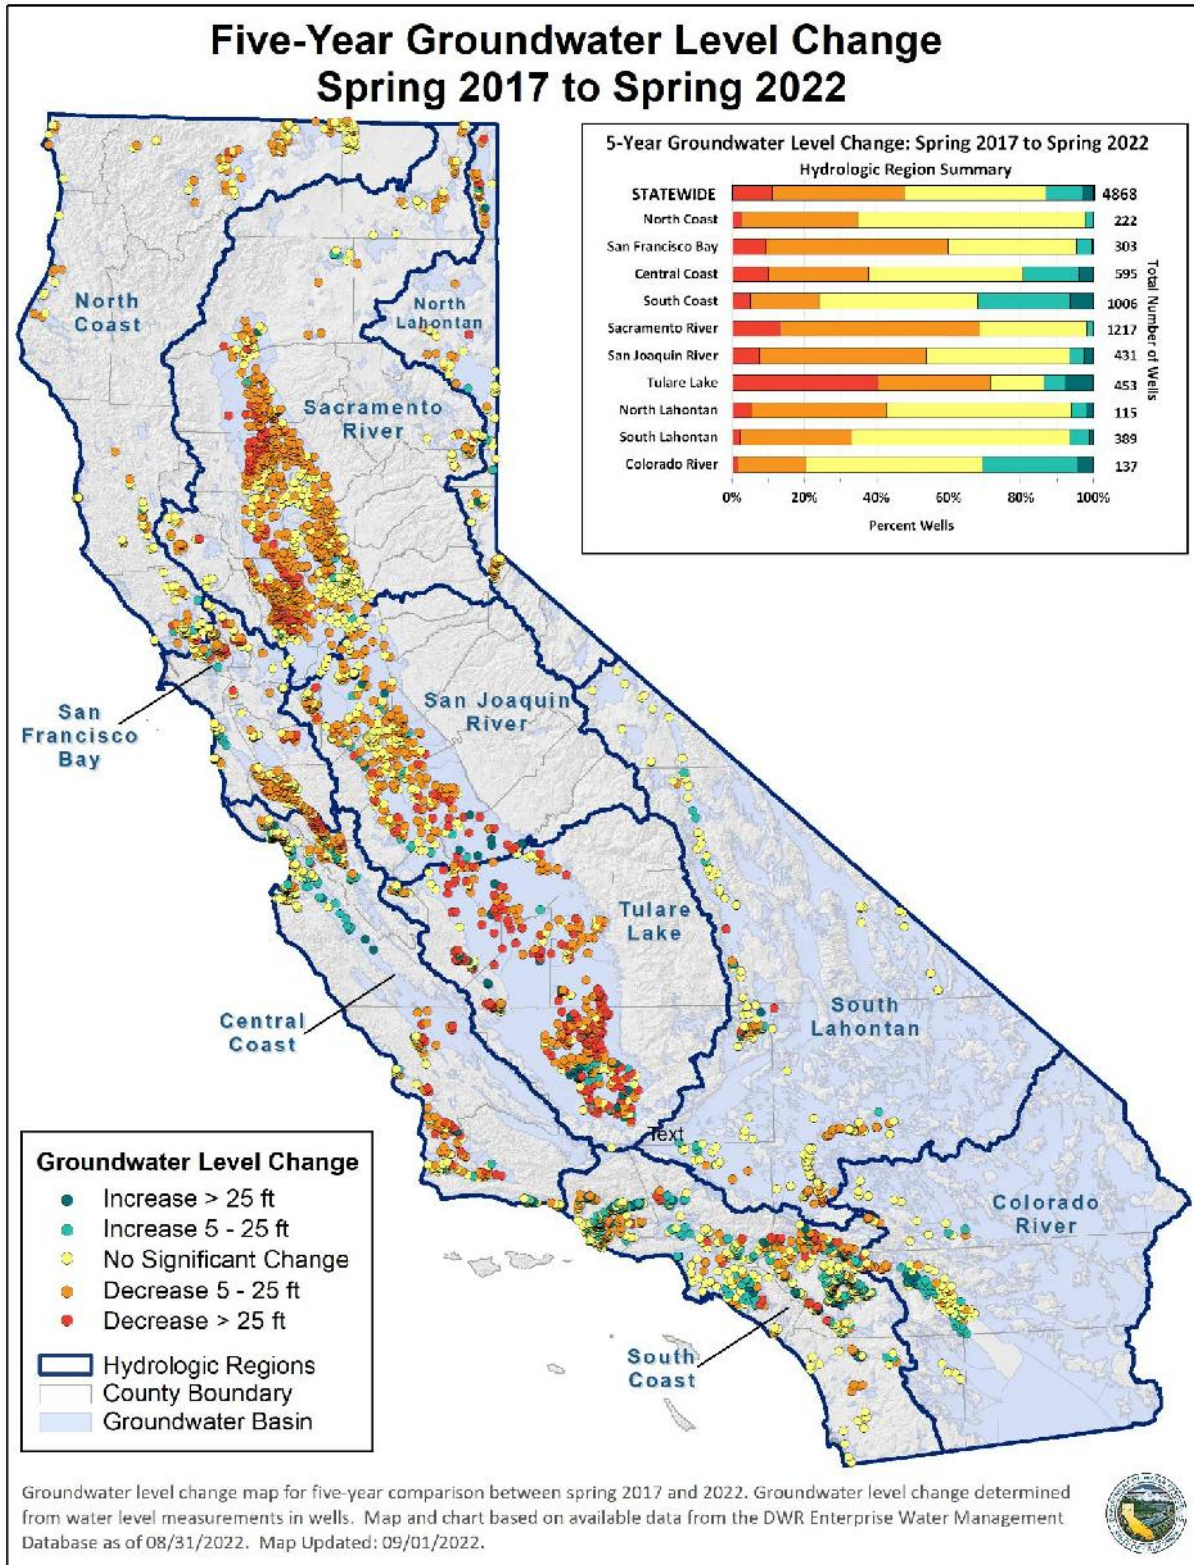 Five-Year Groundwater Level Change
Spring 2017 to Spring 2022
5-Year Groundwater Level Change: Spring 2017 to Spring 2022
Hydrologic Region Summary
STATEWIDE 4868
North Coast 222
San Francisco Bay 303
Central Coast 595
South Coast 1006
Sacramento River 1217
San Joaquin River 431
Tulare Lake 453
North Lahontan 115
South Lahontan 389
Colorado River 137
0% 20% 40% 60% 80% 100%
Percent Wells
Total Number of Wells
North
Coast
North
Lahontan
Sacramento
River
San Joaquin
River
San
Francisco
Bay
Tulare
Lake
South
Lahontan
Central
Coast
Text
Colorado
River
South
Coast
Groundwater Level Change
Increase > 25 ft
Increase 5 - 25 ft
No Significant Change
Decrease 5 - 25 ft
Decrease > 25 ft
Hydrologic Regions
County Boundary
Groundwater Basin
Groundwater level change map for five-year comparison between spring 2017 and 2022. Groundwater level change determined
from water level measurements in wells. Map and chart based on available data from the DWR Enterprise Water Management
Database as of 08/31/2022. Map Updated: 09/01/2022.